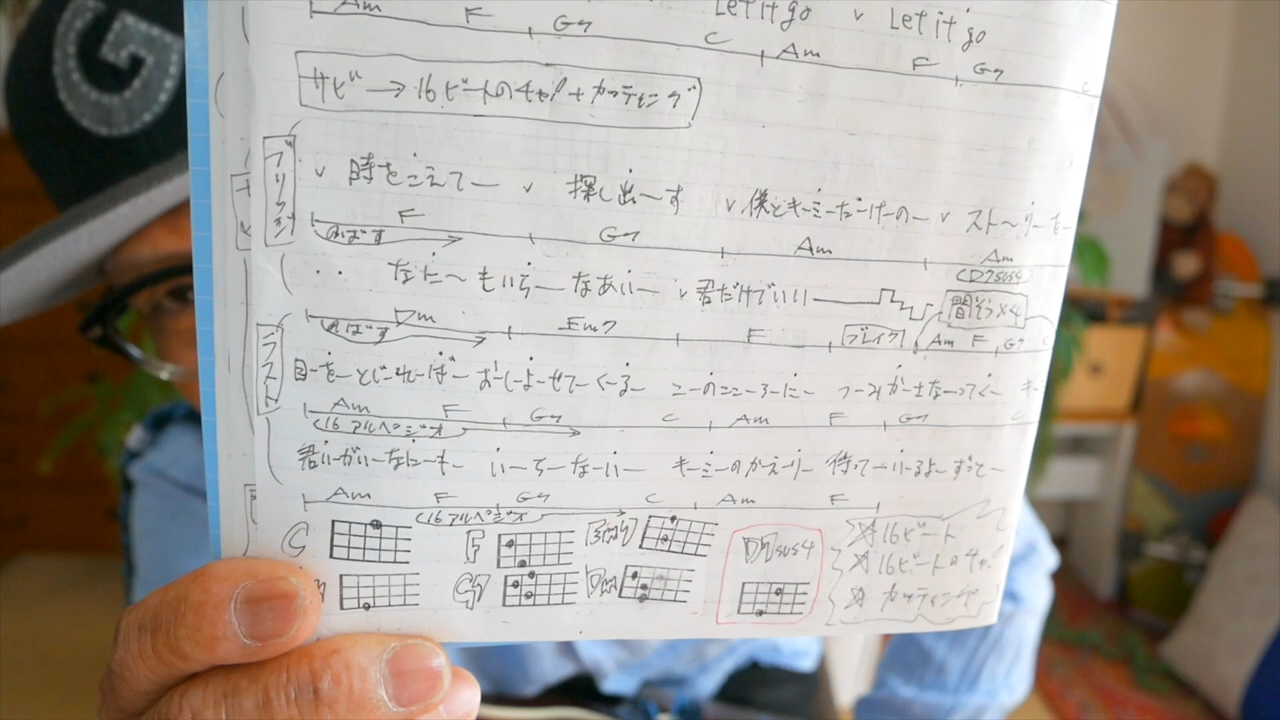 G
Let it go ∨ Let it go
Am F G7 C Am F G7 C
サビ → 16ビートのチャ!+カッティング
ブリッジ
∨ 時をこえてー ∨ 探し出〜す ∨ 僕とキーミーだーけーのー ∨ スト〜リーをー
F G7 Am Am
のばす (D7sus4)
なーに〜 もいらーなあいー ∨ 君だけでいい
間そう×4
Dm Em7 F ブレイク Am F G7 C
のばす
ラスト
目ーをーとじーれーばー おーしーよーせてーくーるー こーのこころーにー つーみがー土なーってくー キー
Am F G7 C Am F G7 C
(16アルペジオ
君いーがいーなにーもー いーらーなーいー キーミーのかえーりー 待ってーいーるよーずっとー
Am F G7 C Am F
(16アルペジオ
C F Em7 D7sus4 ☆16ビート
G7 Dm ☆16ビートのチャ!
☆ カッティング